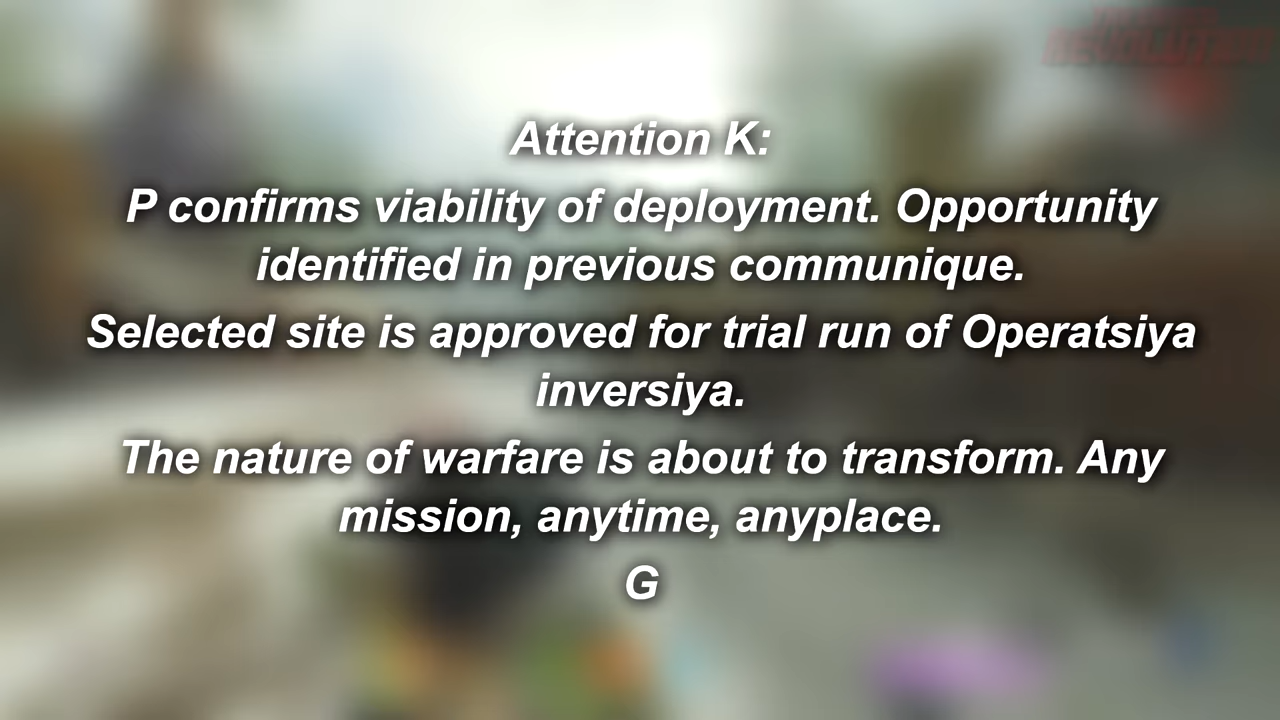 Attention K:
P confirms viability of deployment. Opportunity
identified in previous communique.
Selected site is approved for trial run of Operatsiya
inversiya.
The nature of warfare is about to transform. Any
mission, anytime, anyplace.
G